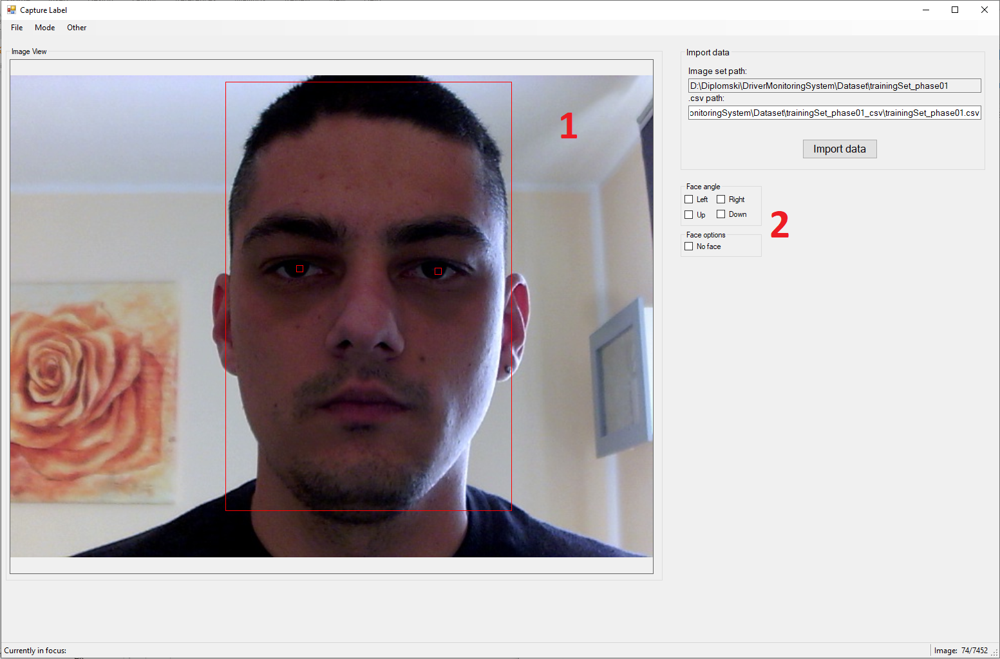 Capture Label
File Mode Other
Image View
Import data
Image set path:
D:\Diplomski\DriverMonitoringSystem\Dataset\trainingSet_phase01
.csv path:
onitoringSystem\Dataset\trainingSet_phase01_csv\trainingSet_phase01.csv
Import data
1
Face angle
Left Right
Up Down
2
Face options
No face
Currently in focus:
Image: 74/7452